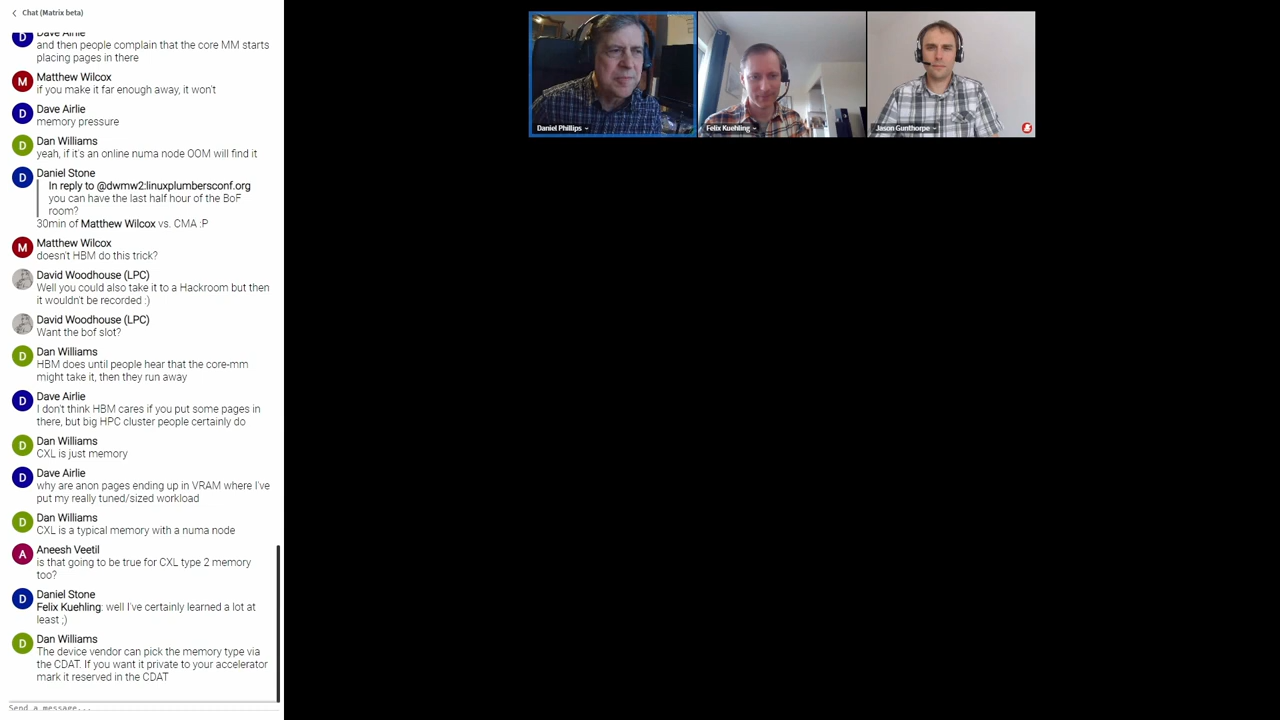 Chat (Matrix beta)
Dave Airlie
and then people complain that the core MM starts
placing pages in there
M
Matthew Wilcox
if you make it far enough away, it won't
D
Dave Airlie
memory pressure
D
Dan Williams
yeah, if it's an online numa node OOM will find it
D
Daniel Stone
In reply to @dwmw2:linuxplumbersconf.org
you can have the last half hour of the BoF
room?
30min of Matthew Wilcox vs. CMA :P
M
Matthew Wilcox
doesn't HBM do this trick?
David Woodhouse (LPC)
Well you could also take it to a Hackroom but then
it wouldn't be recorded :)
David Woodhouse (LPC)
Want the bof slot?
D
Dan Williams
HBM does until people hear that the core-mm
might take it, then they run away
D
Dave Airlie
I don't think HBM cares if you put some pages in
there, but big HPC cluster people certainly do
D
Dan Williams
CXL is just memory
D
Dave Airlie
why are anon pages ending up in VRAM where I've
put my really tuned/sized workload
D
Dan Williams
CXL is a typical memory with a numa node
A
Aneesh Veetil
is that going to be true for CXL type 2 memory
too?
D
Daniel Stone
Felix Kuehling: well I've certainly learned a lot at
least ;)
D
Dan Williams
The device vendor can pick the memory type via
the CDAT. If you want it private to your accelerator
mark it reserved in the CDAT
Send a message...
Daniel Phillips
Felix Kuehling
Jason Gunthorpe